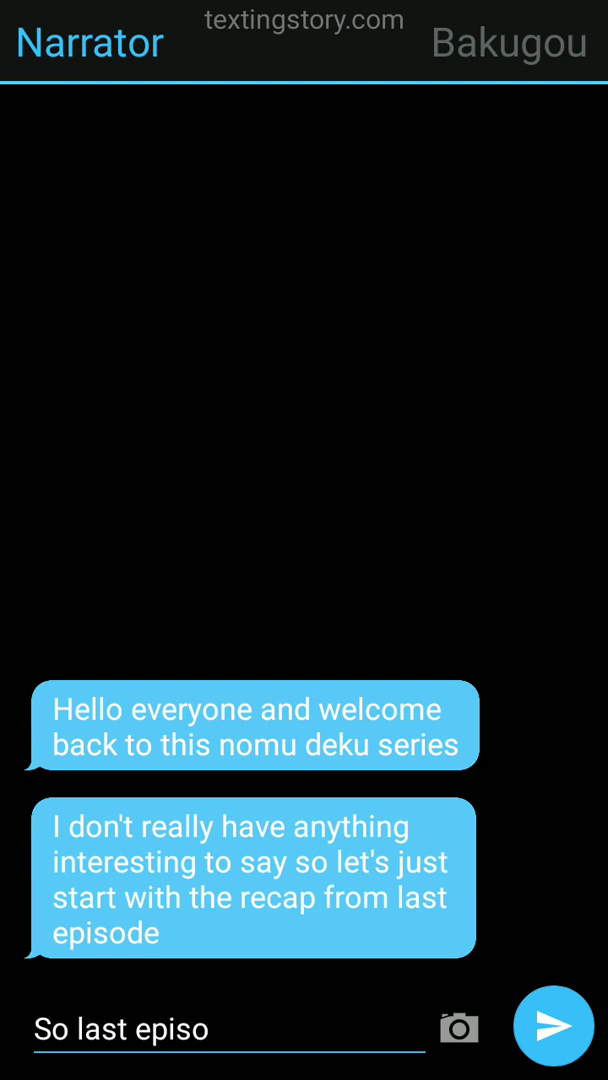 textingstory.com
Narrator
Bakugou
Hello everyone and welcome
back to this nomu deku series
I don't really have anything
interesting to say so let's just
start with the recap from last
episode
So last episo